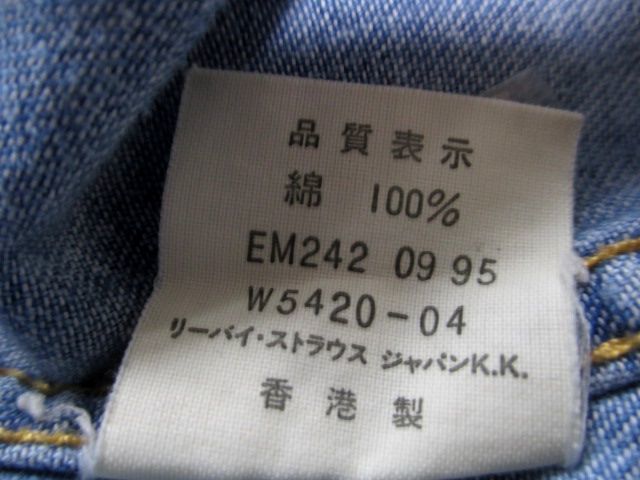 品質表示
綿 100%
EM242 09 95
W5420-04
リーバイ・ストラウス ジャパンK.K.
香港製